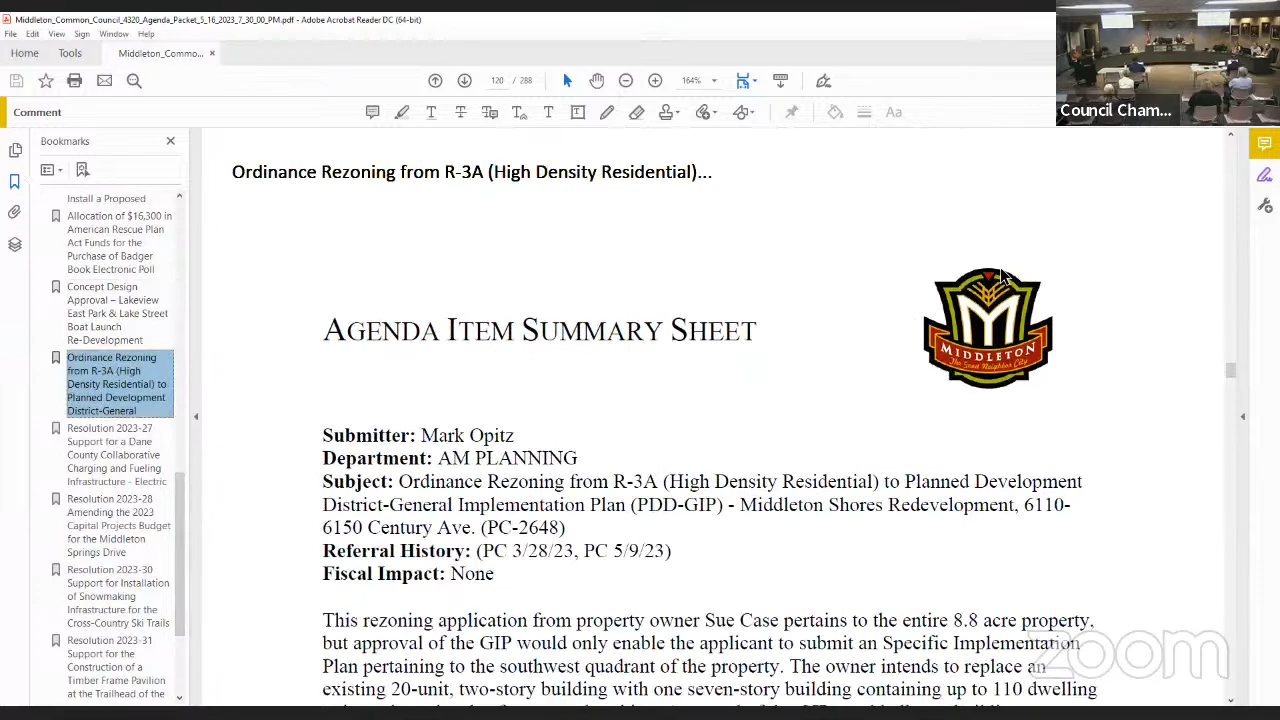 Middleton_Common_Council_4320_Agenda_Packet_5_16_2023_7_30_00_PM.pdf - Adobe Acrobat Reader DC (64-bit)
File Edit View Sign Window Help
Home Tools Middleton_Commo... ×
120 / 288 164%
Council Cham...
Comment
Aa
Bookmarks
Install a Proposed
Allocation of $16,300 in
American Rescue Plan
Act Funds for the
Purchase of Badger
Book Electronic Poll
Concept Design
Approval – Lakeview
East Park & Lake Street
Boat Launch
Re-Development
Ordinance Rezoning
from R-3A (High
Density Residential) to
Planned Development
District-General
Resolution 2023-27
Support for a Dane
County Collaborative
Charging and Fueling
Infrastructure - Electric
Resolution 2023-28
Amending the 2023
Capital Projects Budget
for the Middleton
Springs Drive
Resolution 2023-30
Support for Installation
of Snowmaking
Infrastructure for the
Cross-Country Ski Trails
Resolution 2023-31
Support for the
Construction of a
Timber Frame Pavilion
at the Trailhead of the
Ordinance Rezoning from R-3A (High Density Residential)...
AGENDA ITEM SUMMARY SHEET
MIDDLETON
The Good Neighbor City
Submitter: Mark Opitz
Department: AM PLANNING
Subject: Ordinance Rezoning from R-3A (High Density Residential) to Planned Development
District-General Implementation Plan (PDD-GIP) - Middleton Shores Redevelopment, 6110-
6150 Century Ave. (PC-2648)
Referral History: (PC 3/28/23, PC 5/9/23)
Fiscal Impact: None
This rezoning application from property owner Sue Case pertains to the entire 8.8 acre property,
but approval of the GIP would only enable the applicant to submit an Specific Implementation
Plan pertaining to the southwest quadrant of the property. The owner intends to replace an
existing 20-unit, two-story building with one seven-story building containing up to 110 dwelling
zoom